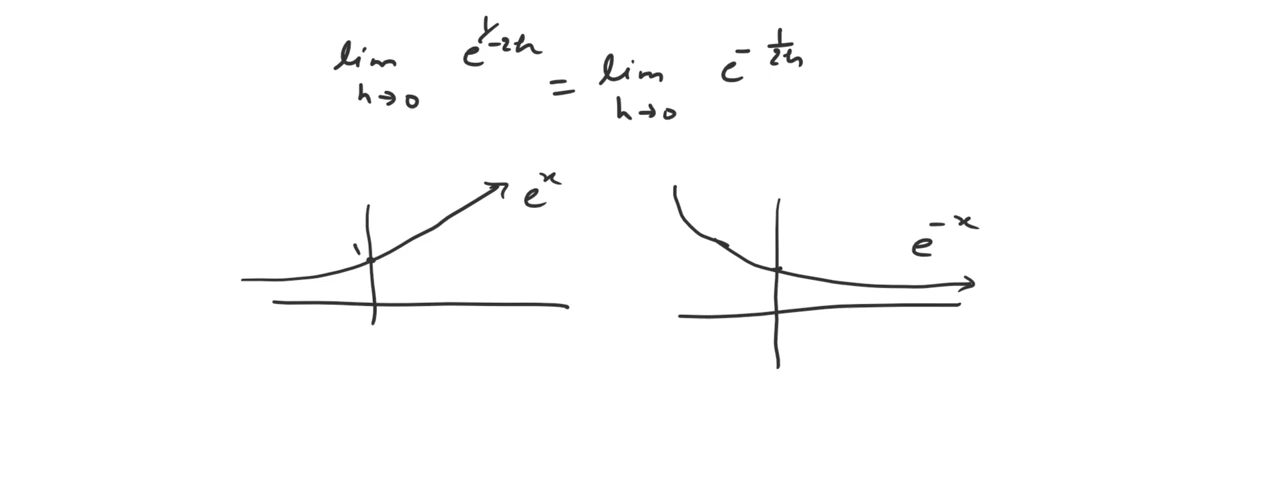 lim h→0 e^{1/-2h} = lim h→0 e^{-1/2h}
1 e^x e^{-x}